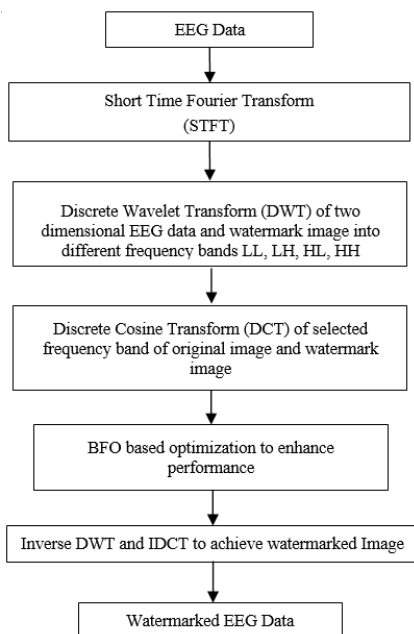 EEG Data
Short Time Fourier Transform
(STFT)
Discrete Wavelet Transform (DWT) of two
dimensional EEG data and watermark image into
different frequency bands LL, LH, HL, HH
Discrete Cosine Transform (DCT) of selected
frequency band of original image and watermark
image
BFO based optimization to enhance
performance
Inverse DWT and IDCT to achieve watermarked Image
Watermarked EEG Data